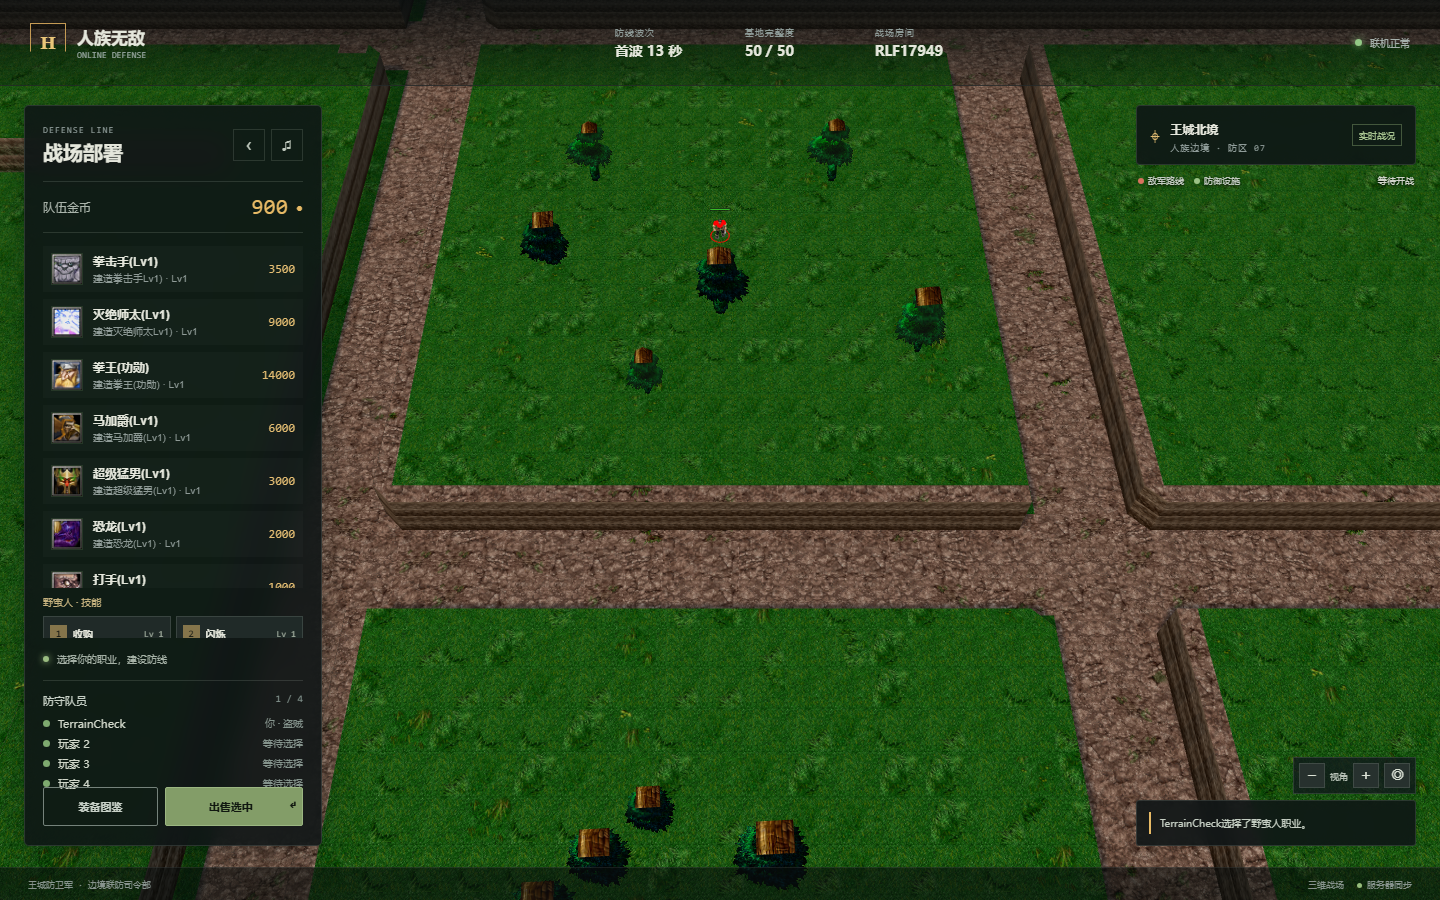 H
人族无敌
ONLINE DEFENSE
防线波次
首波 13 秒
基地完整度
50 / 50
战场房间
RLF17949
联机正常
DEFENSE LINE
战场部署
队伍金币
900
拳击手(Lv1)
建造拳击手Lv1) · Lv1
3500
灭绝师太(Lv1)
建造灭绝师太Lv1) · Lv1
9000
拳王(功勋)
建造拳王(功勋) · Lv1
14000
马加爵(Lv1)
建造马加爵(Lv1) · Lv1
6000
超级猛男(Lv1)
建造超级猛男(Lv1) · Lv1
3000
恐龙(Lv1)
建造恐龙(Lv1) · Lv1
2000
打手(Lv1)
1000
野蛮人 · 技能
1 收购 Lv 1
2 闪烁 Lv 1
选择你的职业，建设防线
防守队员
1 / 4
TerrainCheck
你 · 盗贼
玩家 2
等待选择
玩家 3
等待选择
玩家 4
等待选择
装备图鉴
出售选中
王城北境
人族边境 · 防区 07
实时战况
敌军路线
防御设施
等待开战
视角
TerrainCheck选择了野蛮人职业。
王城防卫军 · 边境联防司令部
三维战场
服务器同步